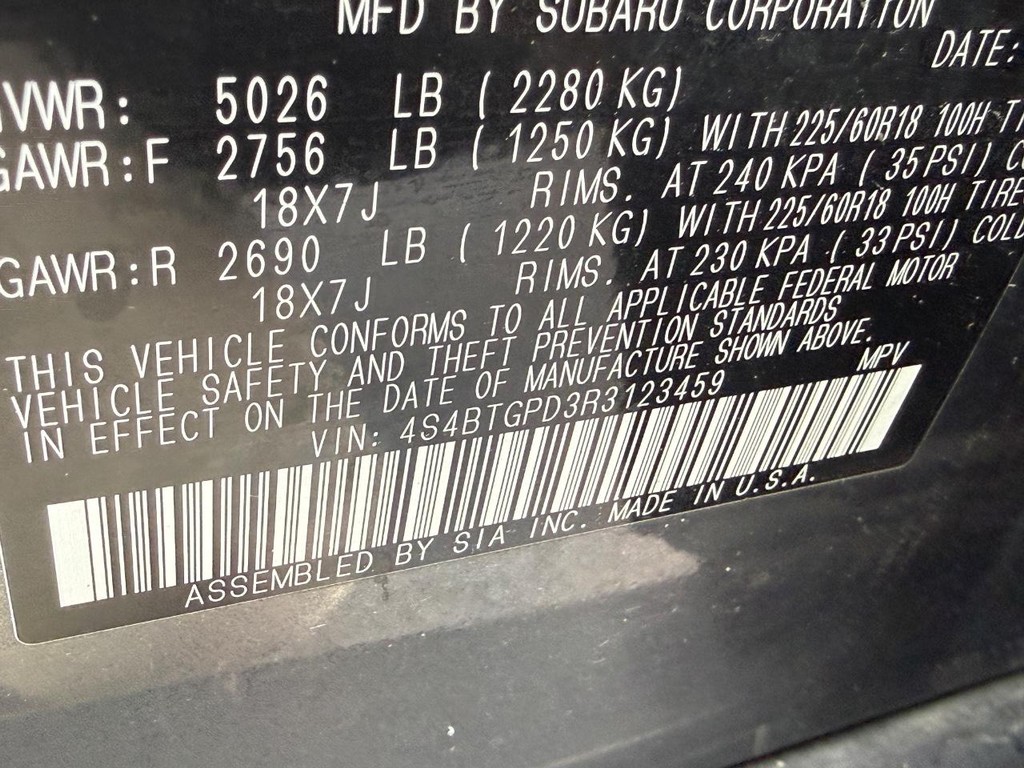 MFD BY SUBARU CORPORATION
DATE:
GVWR: 5026 LB ( 2280 KG)
GAWR:F 2756 LB ( 1250 KG) WITH 225/60R18 100H
18X7J RIMS. AT 240 KPA ( 35 PSI)
GAWR:R 2690 LB ( 1220 KG) WITH 225/60R18 100H TIRE
18X7J RIMS. AT 230 KPA ( 33 PSI) COLD
THIS VEHICLE CONFORMS TO ALL APPLICABLE FEDERAL MOTOR
VEHICLE SAFETY AND THEFT PREVENTION STANDARDS
IN EFFECT ON THE DATE OF MANUFACTURE SHOWN ABOVE.
VIN: 4S4BTGPD3R3123459 MPV
ASSEMBLED BY SIA INC. MADE IN U.S.A.